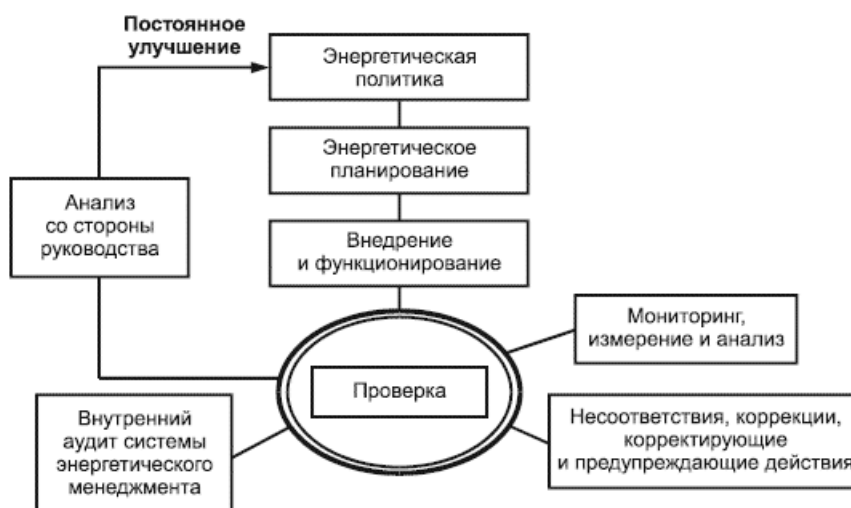 Постоянное
улучшение
Энергетическая
политика
Энергетическое
планирование
Анализ
со стороны
руководства
Внедрение
и функционирование
Мониторинг,
измерение и анализ
Проверка
Внутренний
аудит системы
энергетического
менеджмента
Несоответствия, коррекции,
корректирующие
и предупреждающие действия